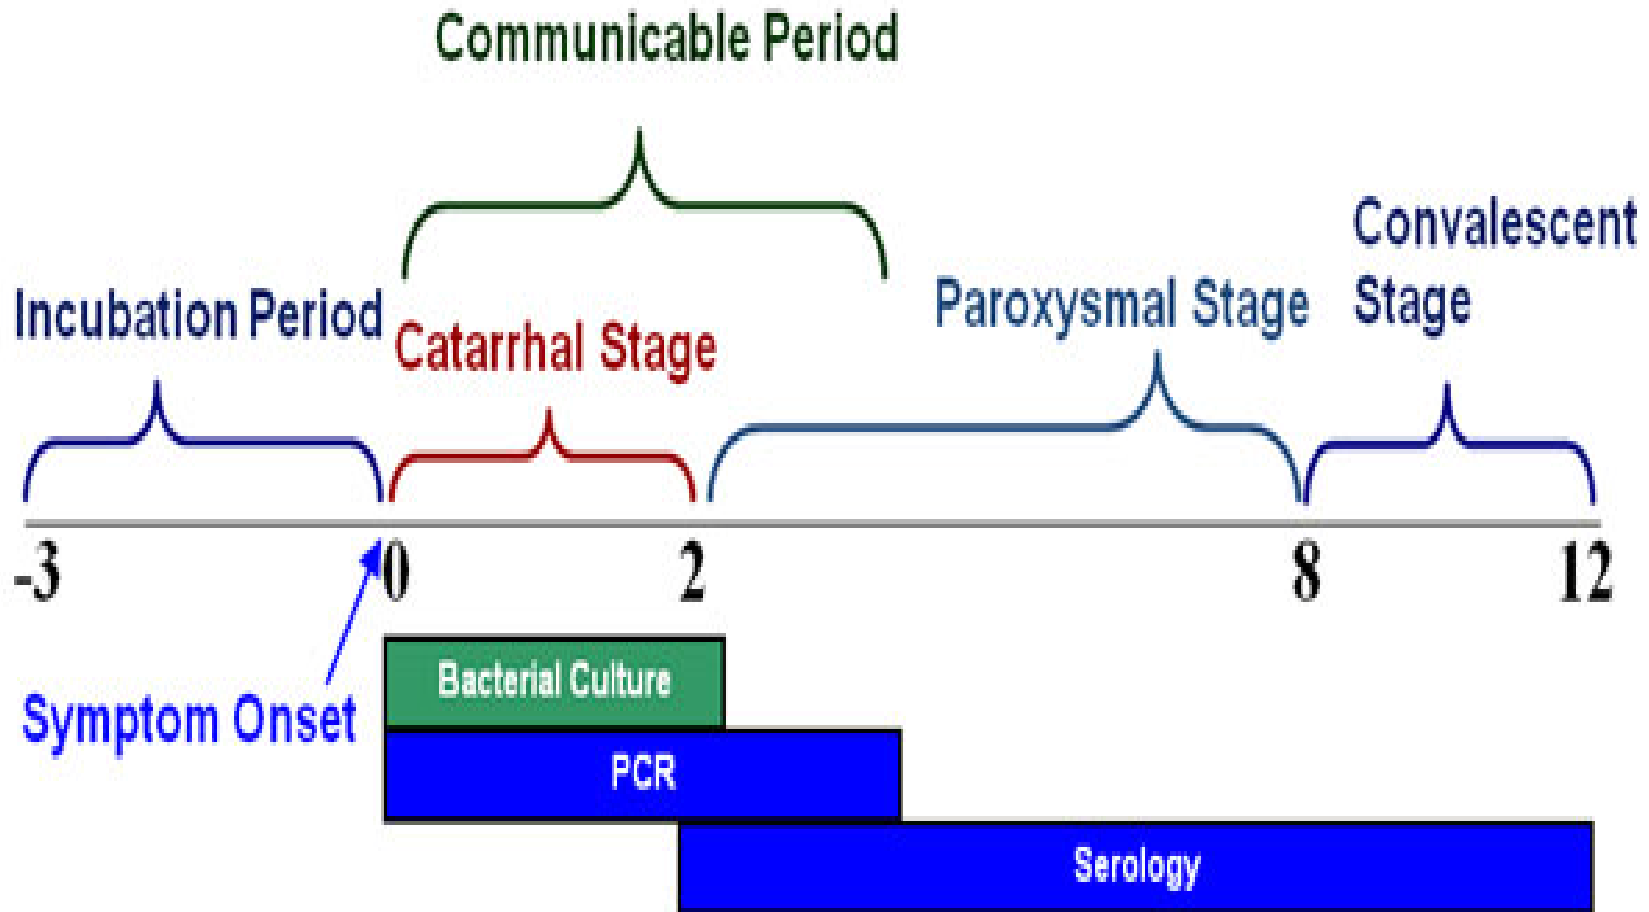 Communicable Period
Convalescent
Stage
Paroxysmal Stage
Incubation Period
Catarrhal Stage
-3
0
2
8
12
Symptom Onset
Bacterial Culture
PCR
Serology